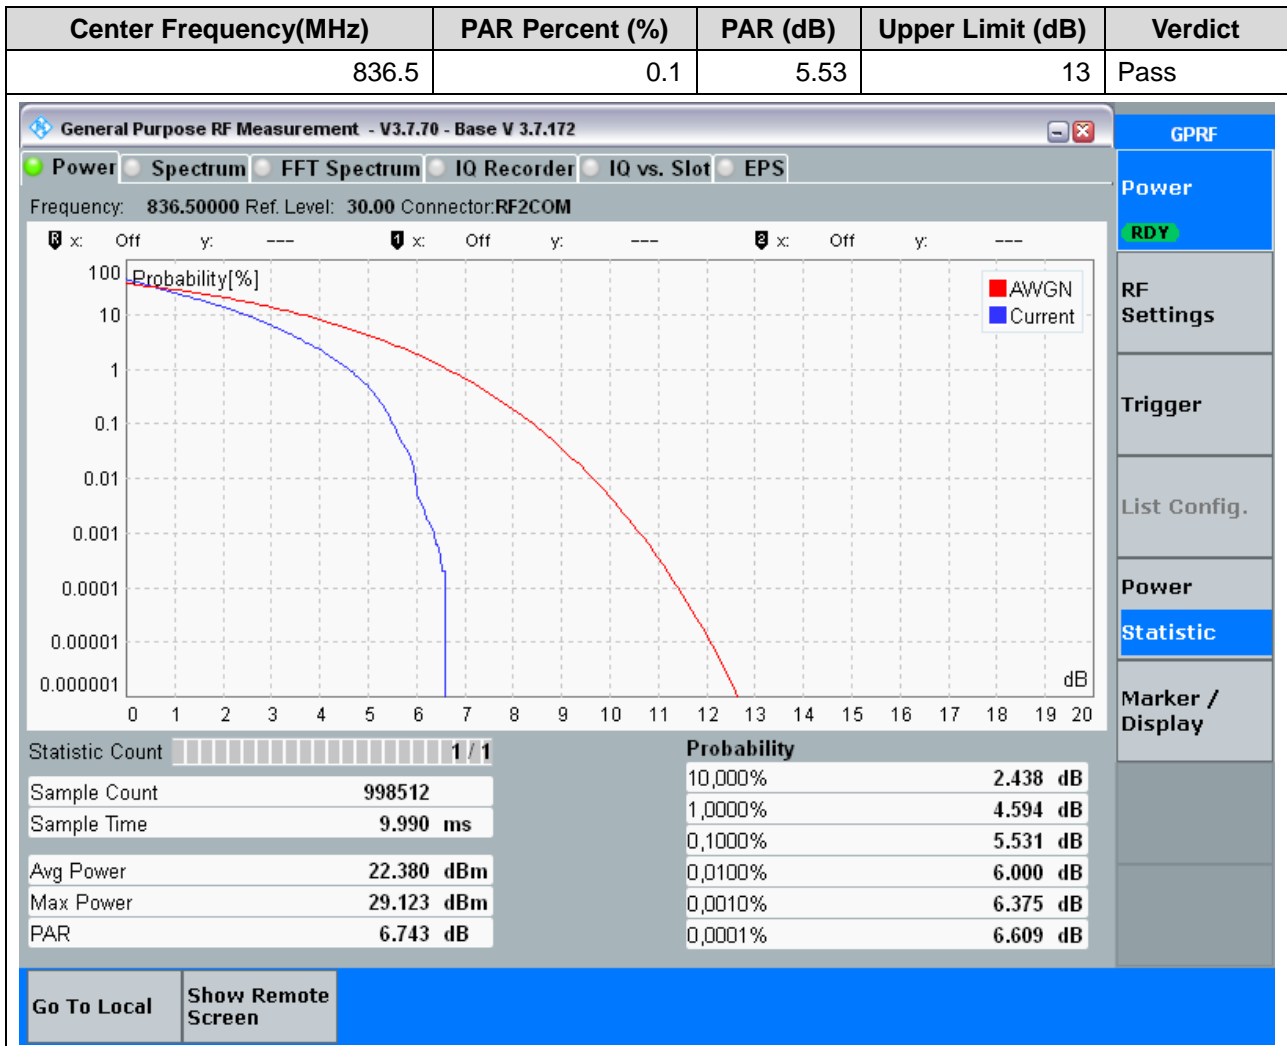 Center Frequency(MHz) PAR Percent (%) PAR (dB) Upper Limit (dB) Verdict
836.5 0.1 5.53 13 Pass
General Purpose RF Measurement - V3.7.70 - Base V 3.7.172
GPRF
Power Spectrum FFT Spectrum IQ Recorder IQ vs. Slot EPS
Frequency: 836.50000 Ref. Level: 30.00 Connector:RF2COM
R x: Off y: --- 1 x: Off y: --- 2 x: Off y: ---
Power
RDY
RF
Settings
Trigger
List Config.
Power
Statistic
Marker /
Display
Probability[%]
AWGN
Current
100
10
1
0.1
0.01
0.001
0.0001
0.00001
0.000001
dB
0 1 2 3 4 5 6 7 8 9 10 11 12 13 14 15 16 17 18 19 20
Statistic Count 1 / 1
Sample Count 998512
Sample Time 9.990 ms
Avg Power 22.380 dBm
Max Power 29.123 dBm
PAR 6.743 dB
Probability
10,000% 2.438 dB
1,0000% 4.594 dB
0,1000% 5.531 dB
0,0100% 6.000 dB
0,0010% 6.375 dB
0,0001% 6.609 dB
Go To Local
Show Remote
Screen